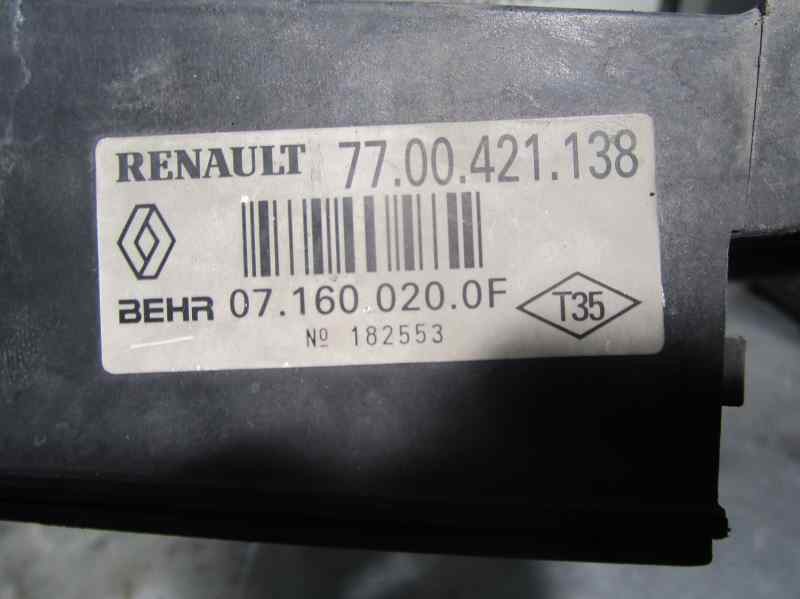 RENAULT 77.00.421.138
BEHR 07.160 020.0F T35
Nº 182553